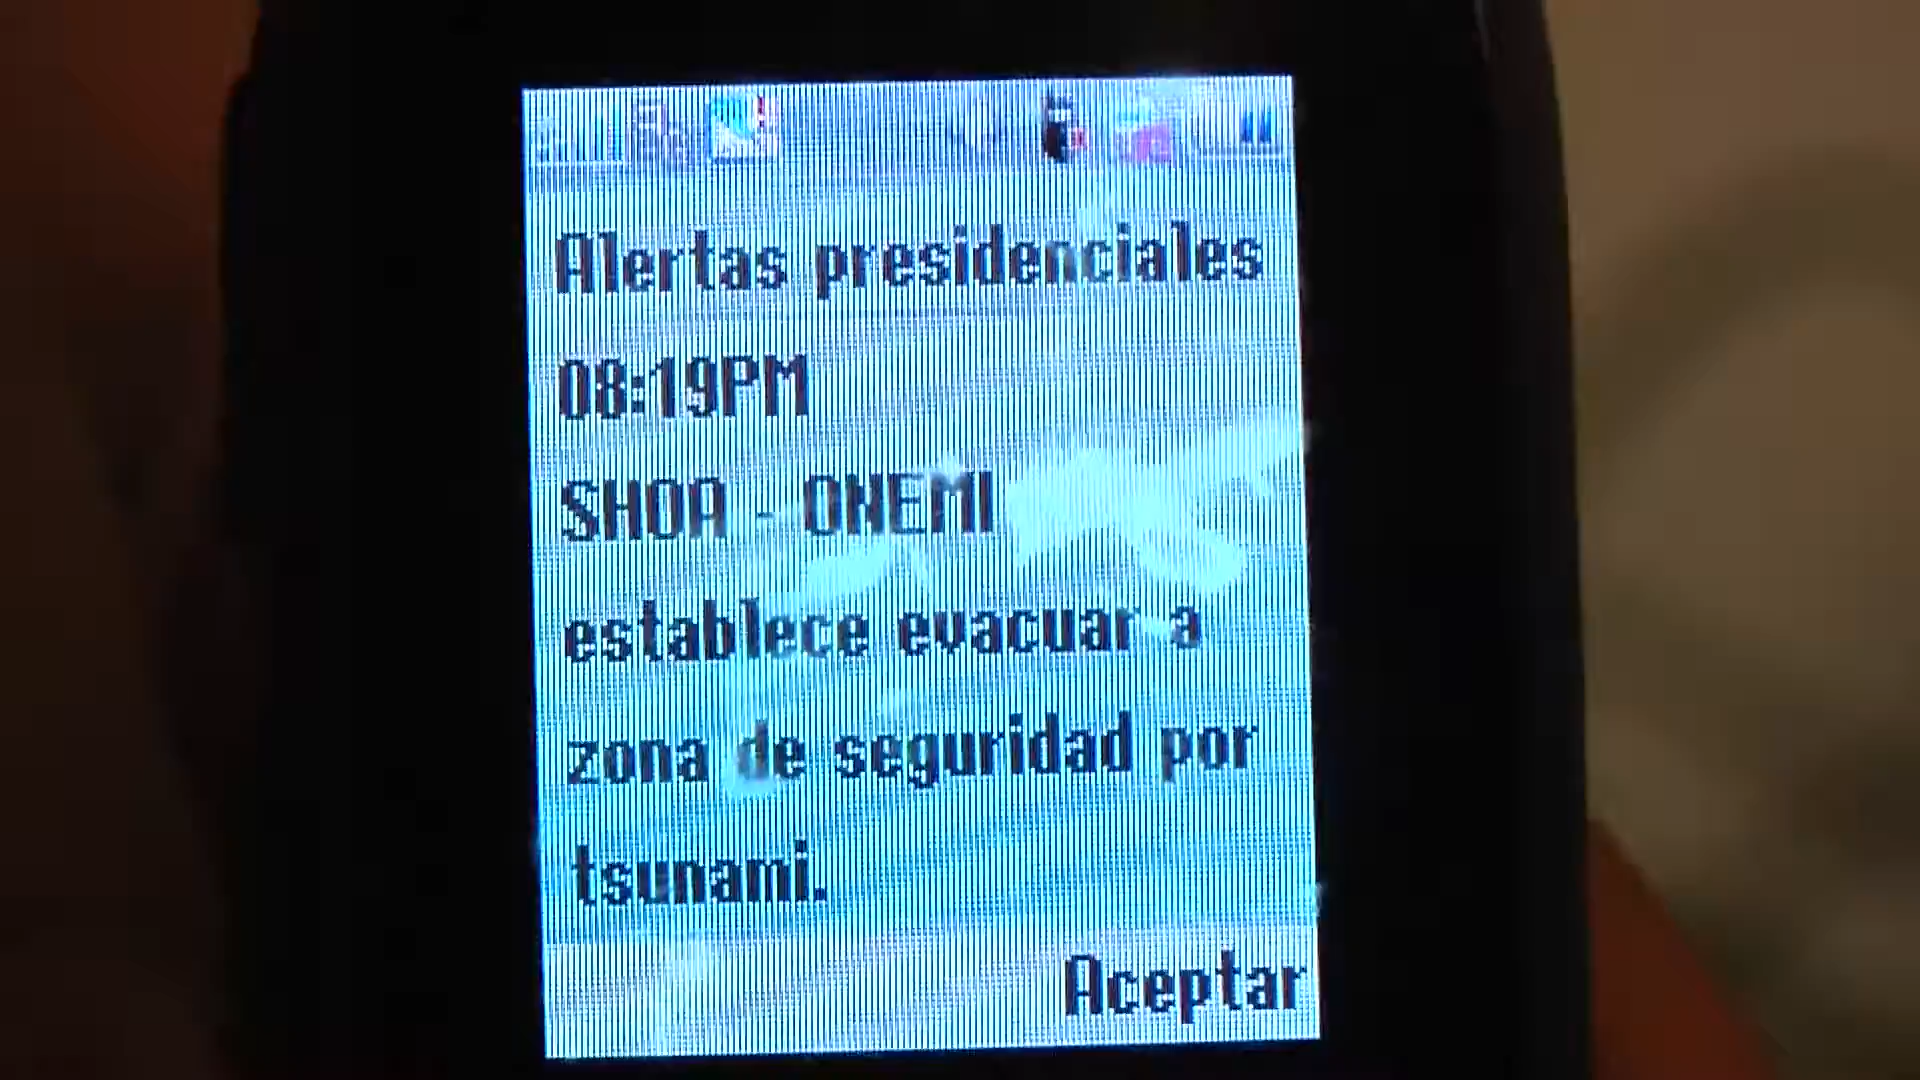 Alertas presidenciales
08:19PM
SHOA - ONEMI
establece evacuar a
zona de seguridad por
tsunami.
Aceptar